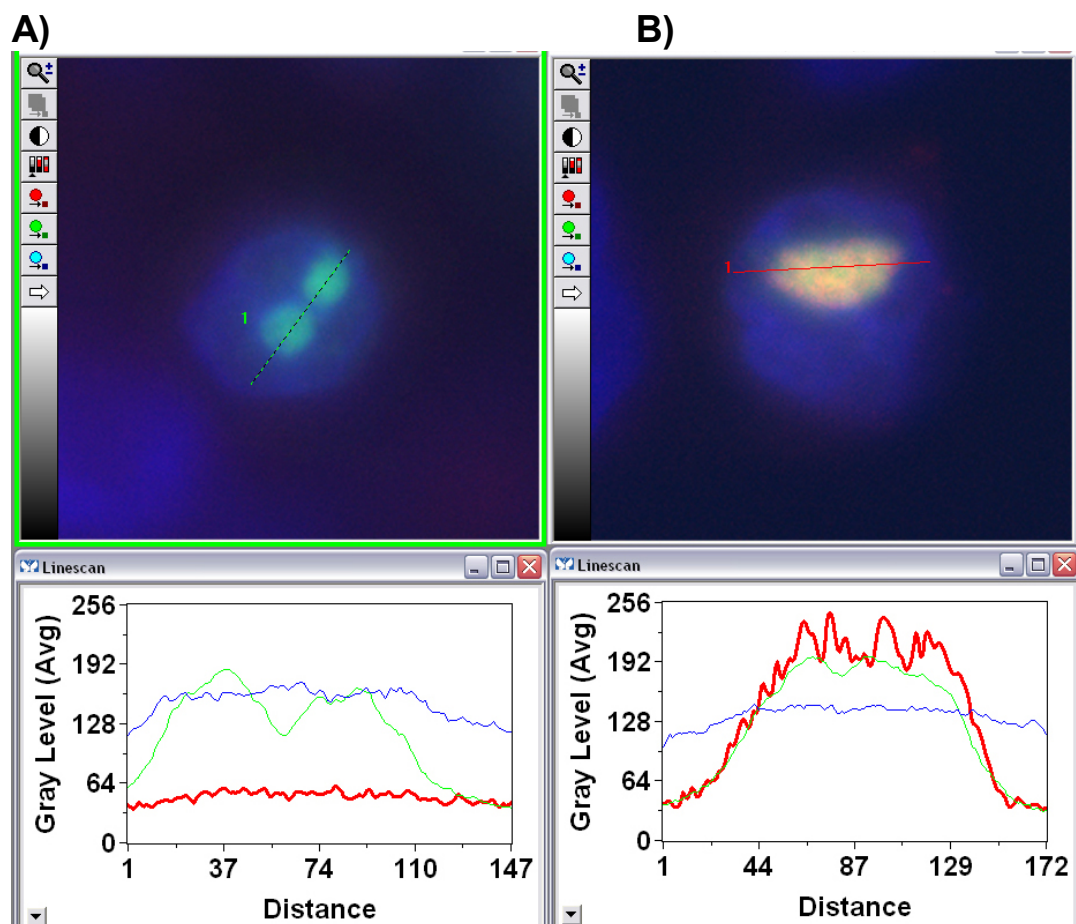 A)
B)
1
1
Linescan
Linescan
256
192
128
64
0
Gray Level (Avg)
1
37
74
110
147
Distance
256
192
128
64
0
Gray Level (Avg)
1
44
87
129
172
Distance